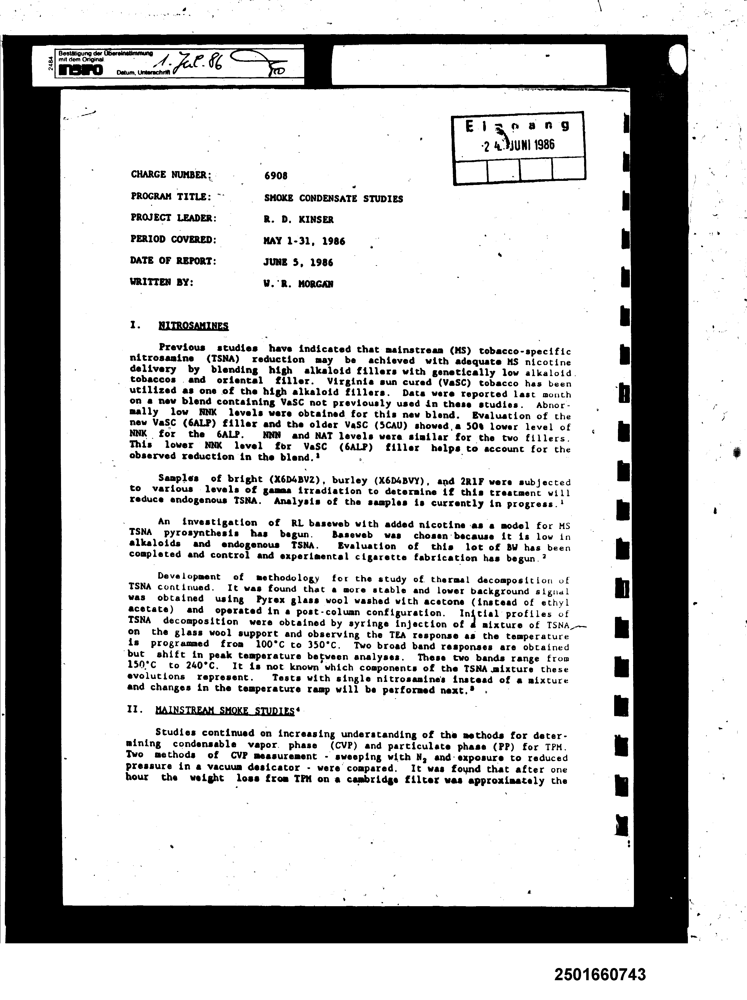 2484
Bestätigung der Übereinstimmung
mit dem Original
INBIFO
Datum, Unterschrift
1. Jul. 86
Eingang
24. JUNI 1986
CHARGE NUMBER: 6908
PROGRAM TITLE: SMOKE CONDENSATE STUDIES
PROJECT LEADER: R. D. KINSER
PERIOD COVERED: MAY 1-31, 1986
DATE OF REPORT: JUNE 5, 1986
WRITTEN BY: W. R. MORGAN
I. NITROSAMINES
Previous studies have indicated that mainstream (MS) tobacco-specific
nitrosamine (TSNA) reduction may be achieved with adequate MS nicotine
delivery by blending high alkaloid fillers with genetically low alkaloid
tobaccos and oriental filler. Virginia sun cured (VaSC) tobacco has been
utilized as one of the high alkaloid fillers. Data were reported last month
on a new blend containing VaSC not previously used in these studies. Abnor-
mally low NNK levels were obtained for this new blend. Evaluation of the
new VaSC (6ALP) filler and the older VaSC (5CAU) showed a 50% lower level of
NNK for the 6ALP. NNN and NAT levels were similar for the two fillers.
This lower NNK level for VaSC (6ALP) filler helps to account for the
observed reduction in the blend.¹
Samples of bright (X6D4BVZ), burley (X6D4BVY), and 2R1F were subjected
to various levels of gamma irradiation to determine if this treatment will
reduce endogenous TSNA. Analysis of the samples is currently in progress.¹
An investigation of RL baseweb with added nicotine as a model for MS
TSNA pyrosynthesis has begun. Baseweb was chosen because it is low in
alkaloids and endogenous TSNA. Evaluation of this lot of BW has been
completed and control and experimental cigarette fabrication has begun.²
Development of methodology for the study of thermal decomposition of
TSNA continued. It was found that a more stable and lower background signal
was obtained using Pyrex glass wool washed with acetone (instead of ethyl
acetate) and operated in a post-column configuration. Initial profiles of
TSNA decomposition were obtained by syringe injection of a mixture of TSNA
on the glass wool support and observing the TEA response as the temperature
is programmed from 100°C to 350°C. Two broad band responses are obtained
but shift in peak temperature between analyses. These two bands range from
150°C to 240°C. It is not known which components of the TSNA mixture these
evolutions represent. Tests with single nitrosamines instead of a mixture
and changes in the temperature ramp will be performed next.³
II. MAINSTREAM SMOKE STUDIES⁴
Studies continued on increasing understanding of the methods for deter-
mining condensable vapor phase (CVP) and particulate phase (PP) for TPM.
Two methods of CVP measurement - sweeping with N₂ and exposure to reduced
pressure in a vacuum desicator - were compared. It was found that after one
hour the weight loss from TPM on a cambridge filter was approximately the
2501660743